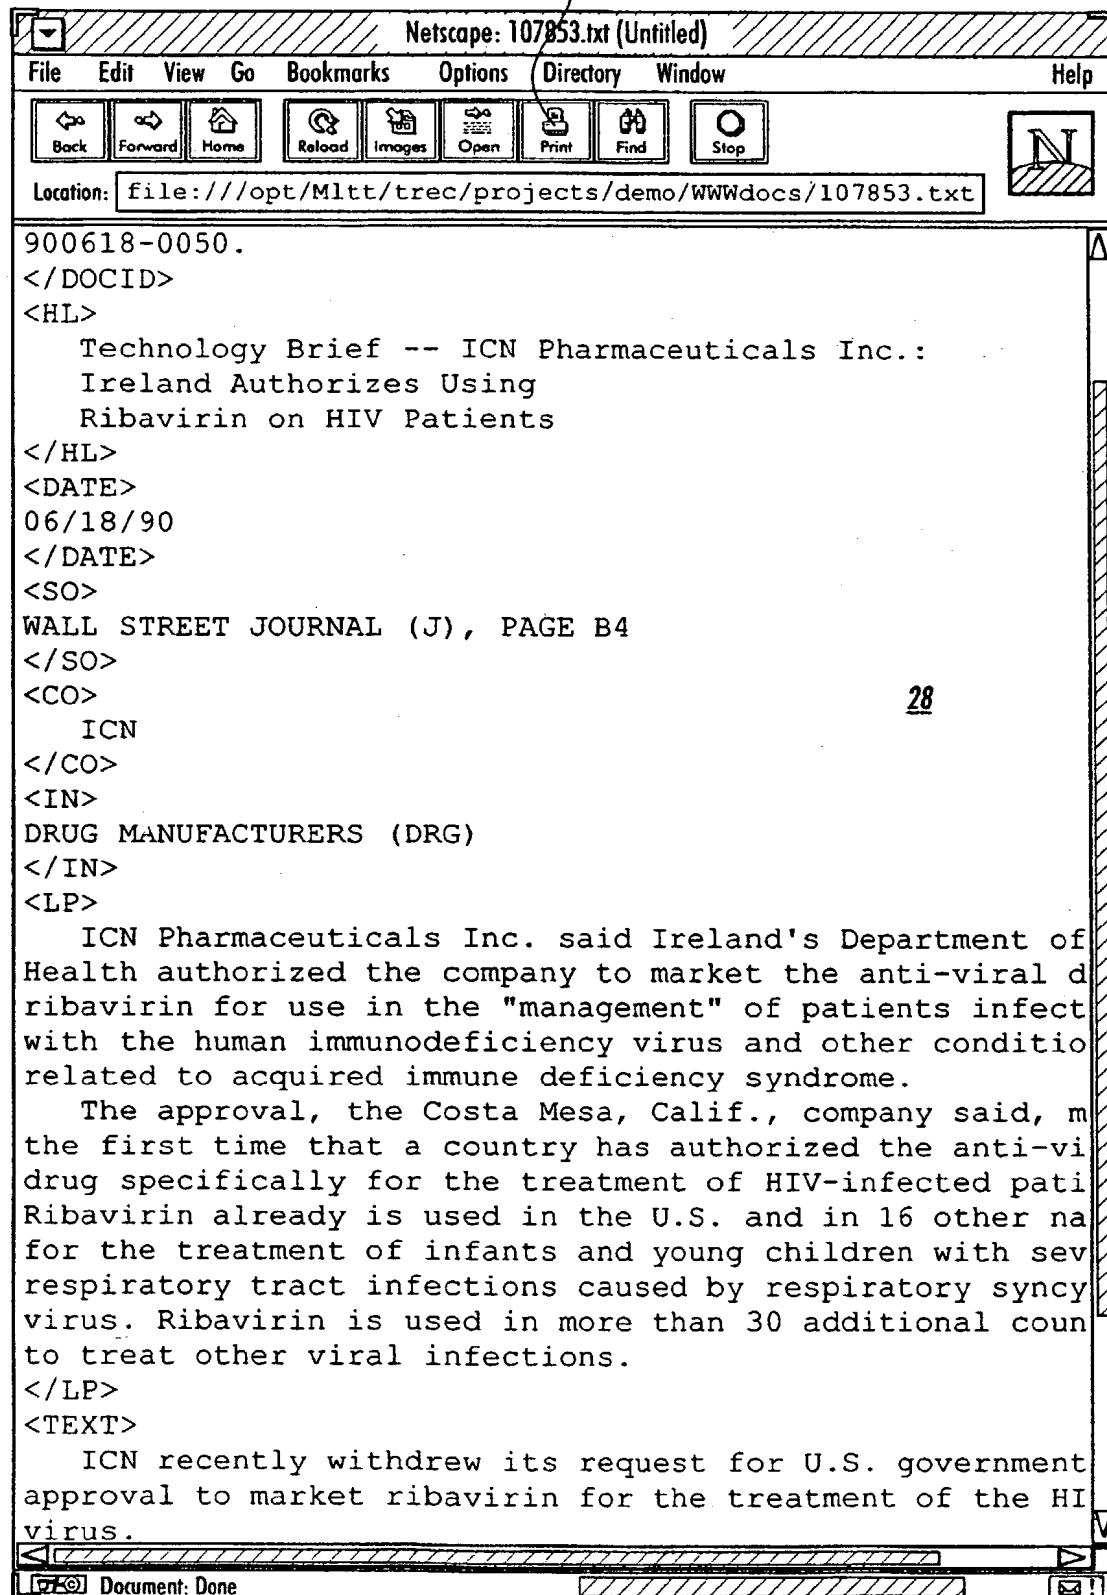 Netscape: 107853.txt (Untitled)
File Edit View Go Bookmarks Options Directory Window Help
Back Forward Home Reload Images Open Print Find Stop
N
Location: file:///opt/Mltt/trec/projects/demo/WWWdocs/107853.txt
900618-0050.
</DOCID>
<HL>
Technology Brief -- ICN Pharmaceuticals Inc.:
Ireland Authorizes Using
Ribavirin on HIV Patients
</HL>
<DATE>
06/18/90
</DATE>
<SO>
WALL STREET JOURNAL (J), PAGE B4
</SO>
<CO>
28
ICN
</CO>
<IN>
DRUG MANUFACTURERS (DRG)
</IN>
<LP>
ICN Pharmaceuticals Inc. said Ireland's Department of
Health authorized the company to market the anti-viral d
ribavirin for use in the "management" of patients infect
with the human immunodeficiency virus and other conditio
related to acquired immune deficiency syndrome.
The approval, the Costa Mesa, Calif., company said, m
the first time that a country has authorized the anti-vi
drug specifically for the treatment of HIV-infected pati
Ribavirin already is used in the U.S. and in 16 other na
for the treatment of infants and young children with sev
respiratory tract infections caused by respiratory syncy
virus. Ribavirin is used in more than 30 additional coun
to treat other viral infections.
</LP>
<TEXT>
ICN recently withdrew its request for U.S. government
approval to market ribavirin for the treatment of the HI
virus.
Document: Done